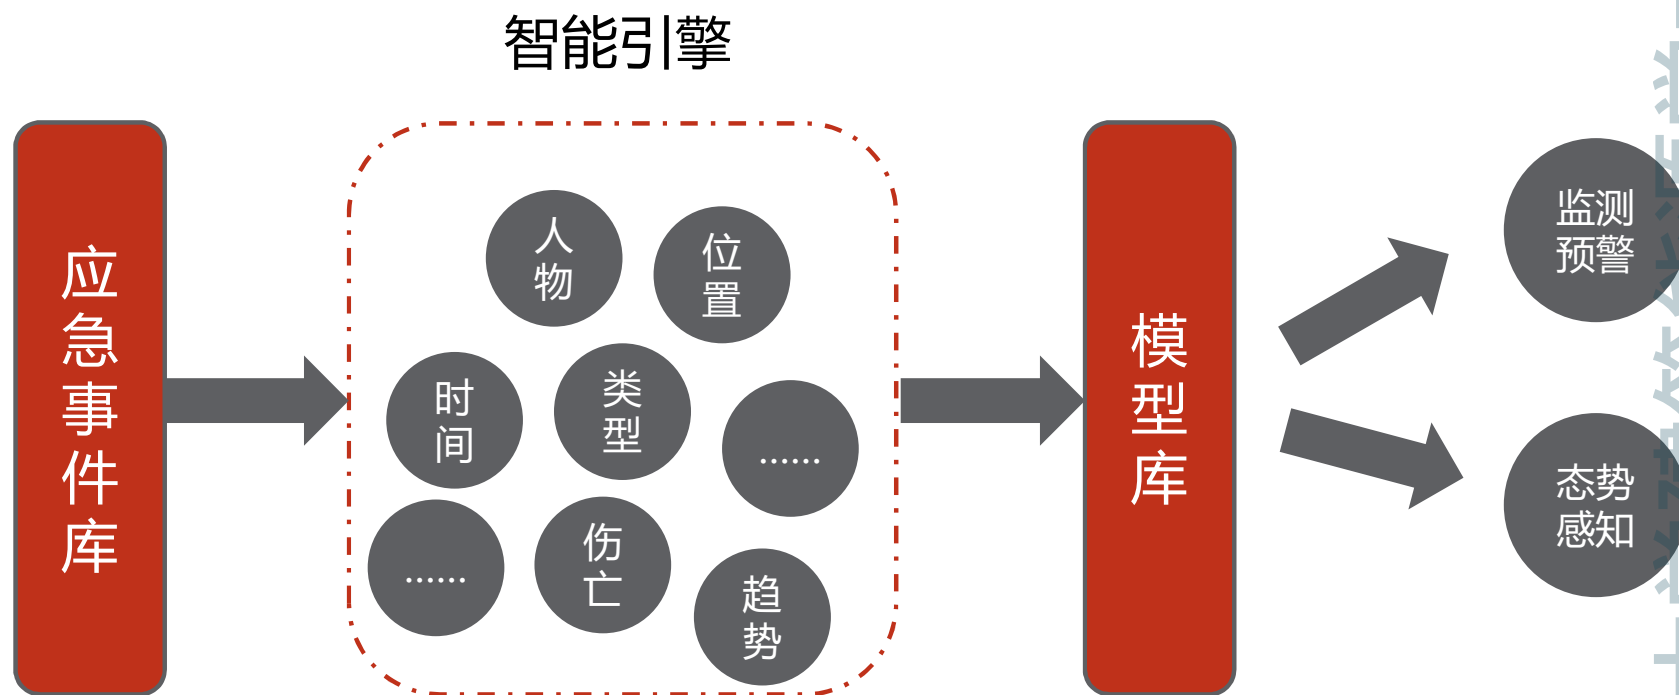 智能引擎
应急事件库
人物
位置
时间
类型
……
……
伤亡
趋势
模型库
监测
预警
态势
感知